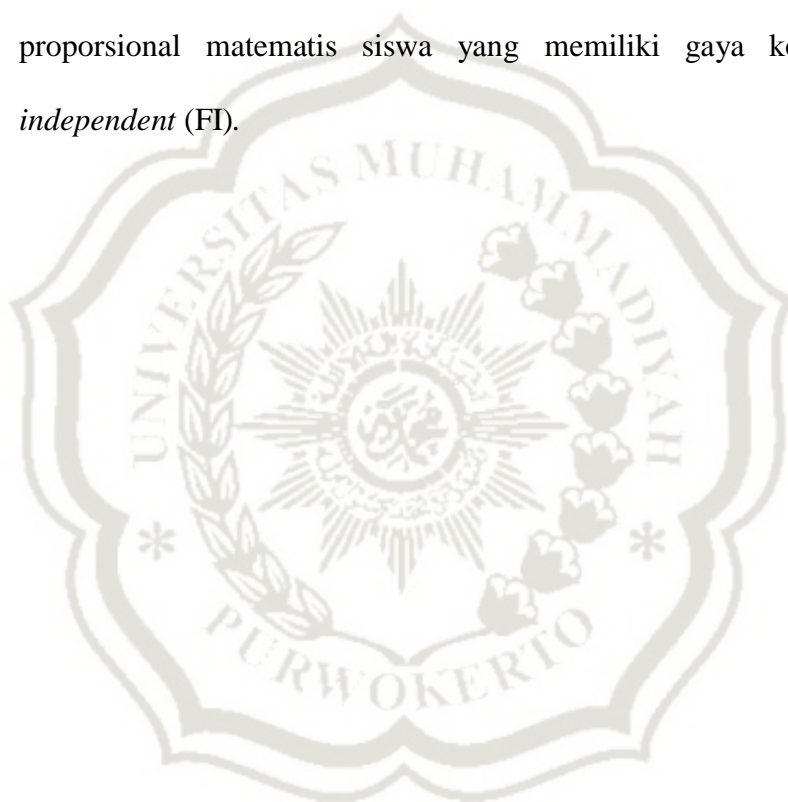 proporsional matematis siswa yang memiliki gaya
independent (FI).
UNIVERSITAS MUHAMMADIYAH
PURWOKERTO